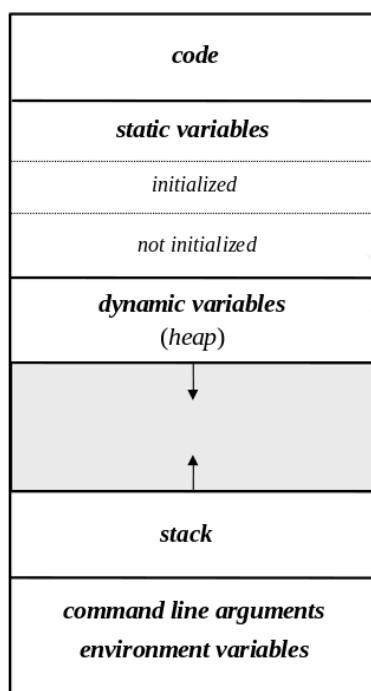 code
static variables
initialized
not initialized
dynamic variables
(heap)
stack
command line arguments
environment variables